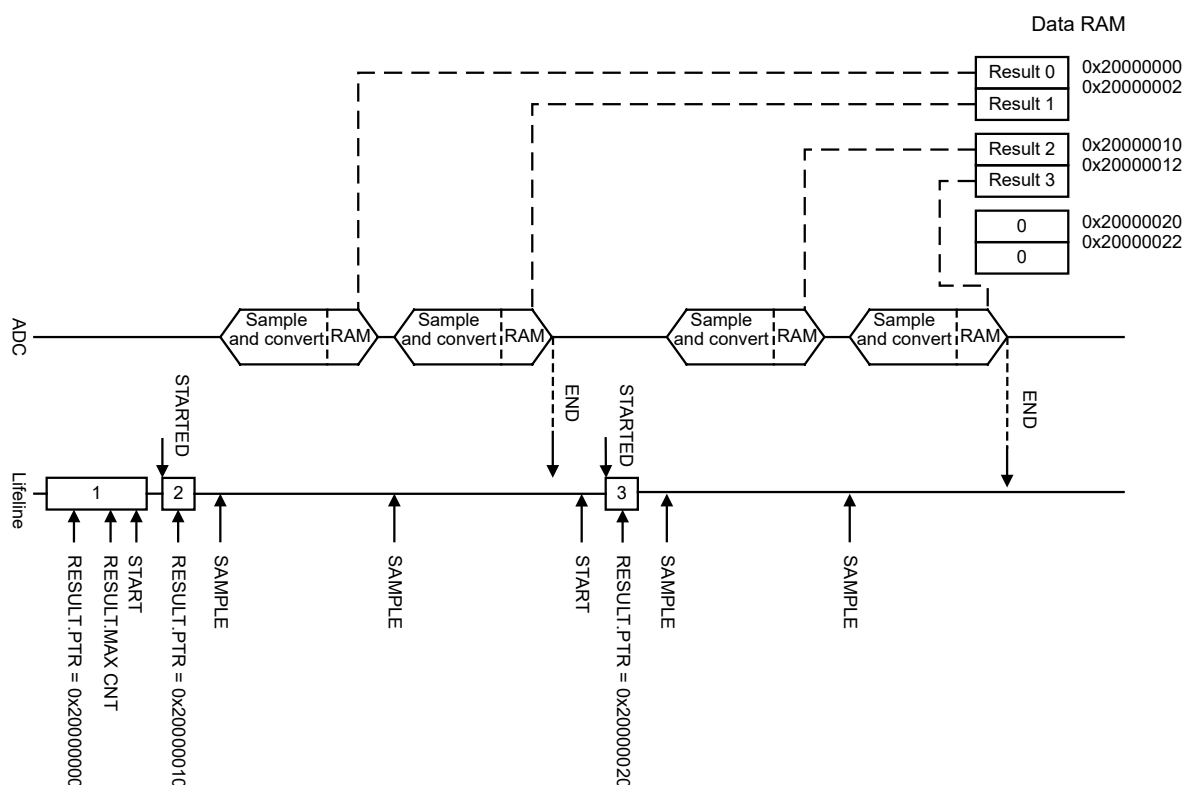 Data RAM
Result 0
0x20000000
0x20000002
Result 1
Result 2
0x20000010
0x20000012
Result 3
0
0x20000020
0x20000022
0
ADC
Sample
and convert
RAM
Sample
and convert
RAM
Sample
and convert
RAM
Sample
and convert
RAM
STARTED
END
STARTED
END
Lifeline
1
2
3
RESULT.PTR = 0x20000000
RESULT.MAX CNT
START
RESULT.PTR = 0x20000010
SAMPLE
SAMPLE
START
RESULT.PTR = 0x20000020
SAMPLE
SAMPLE